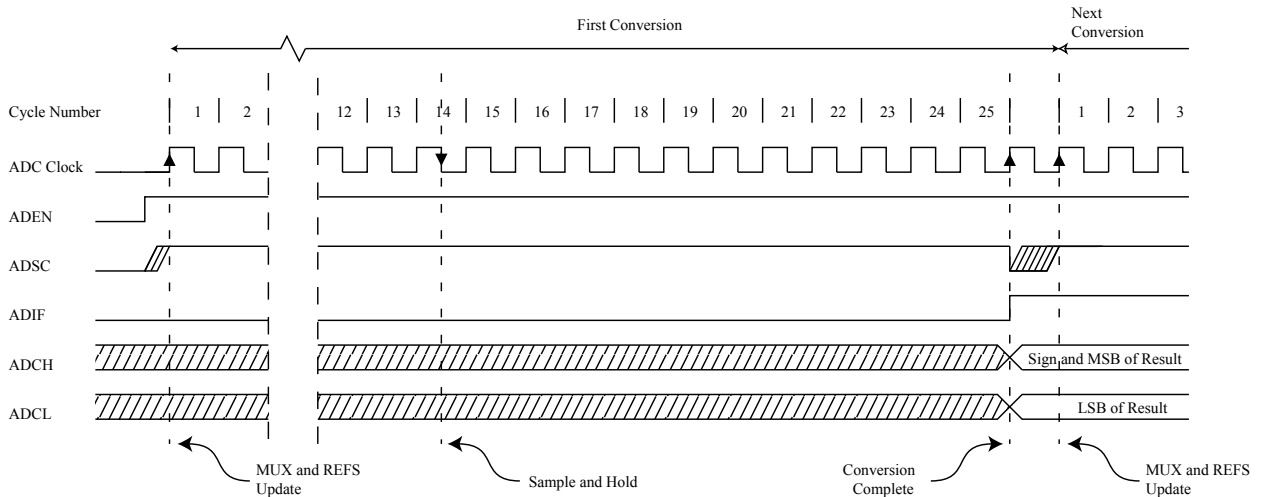 First Conversion
Next
Conversion
Cycle Number 1 2 12 13 14 15 16 17 18 19 20 21 22 23 24 25 1 2 3
ADC Clock
ADEN
ADSC
ADIF
ADCH Sign and MSB of Result
ADCL LSB of Result
MUX and REFS
Update
Sample and Hold
Conversion
Complete
MUX and REFS
Update